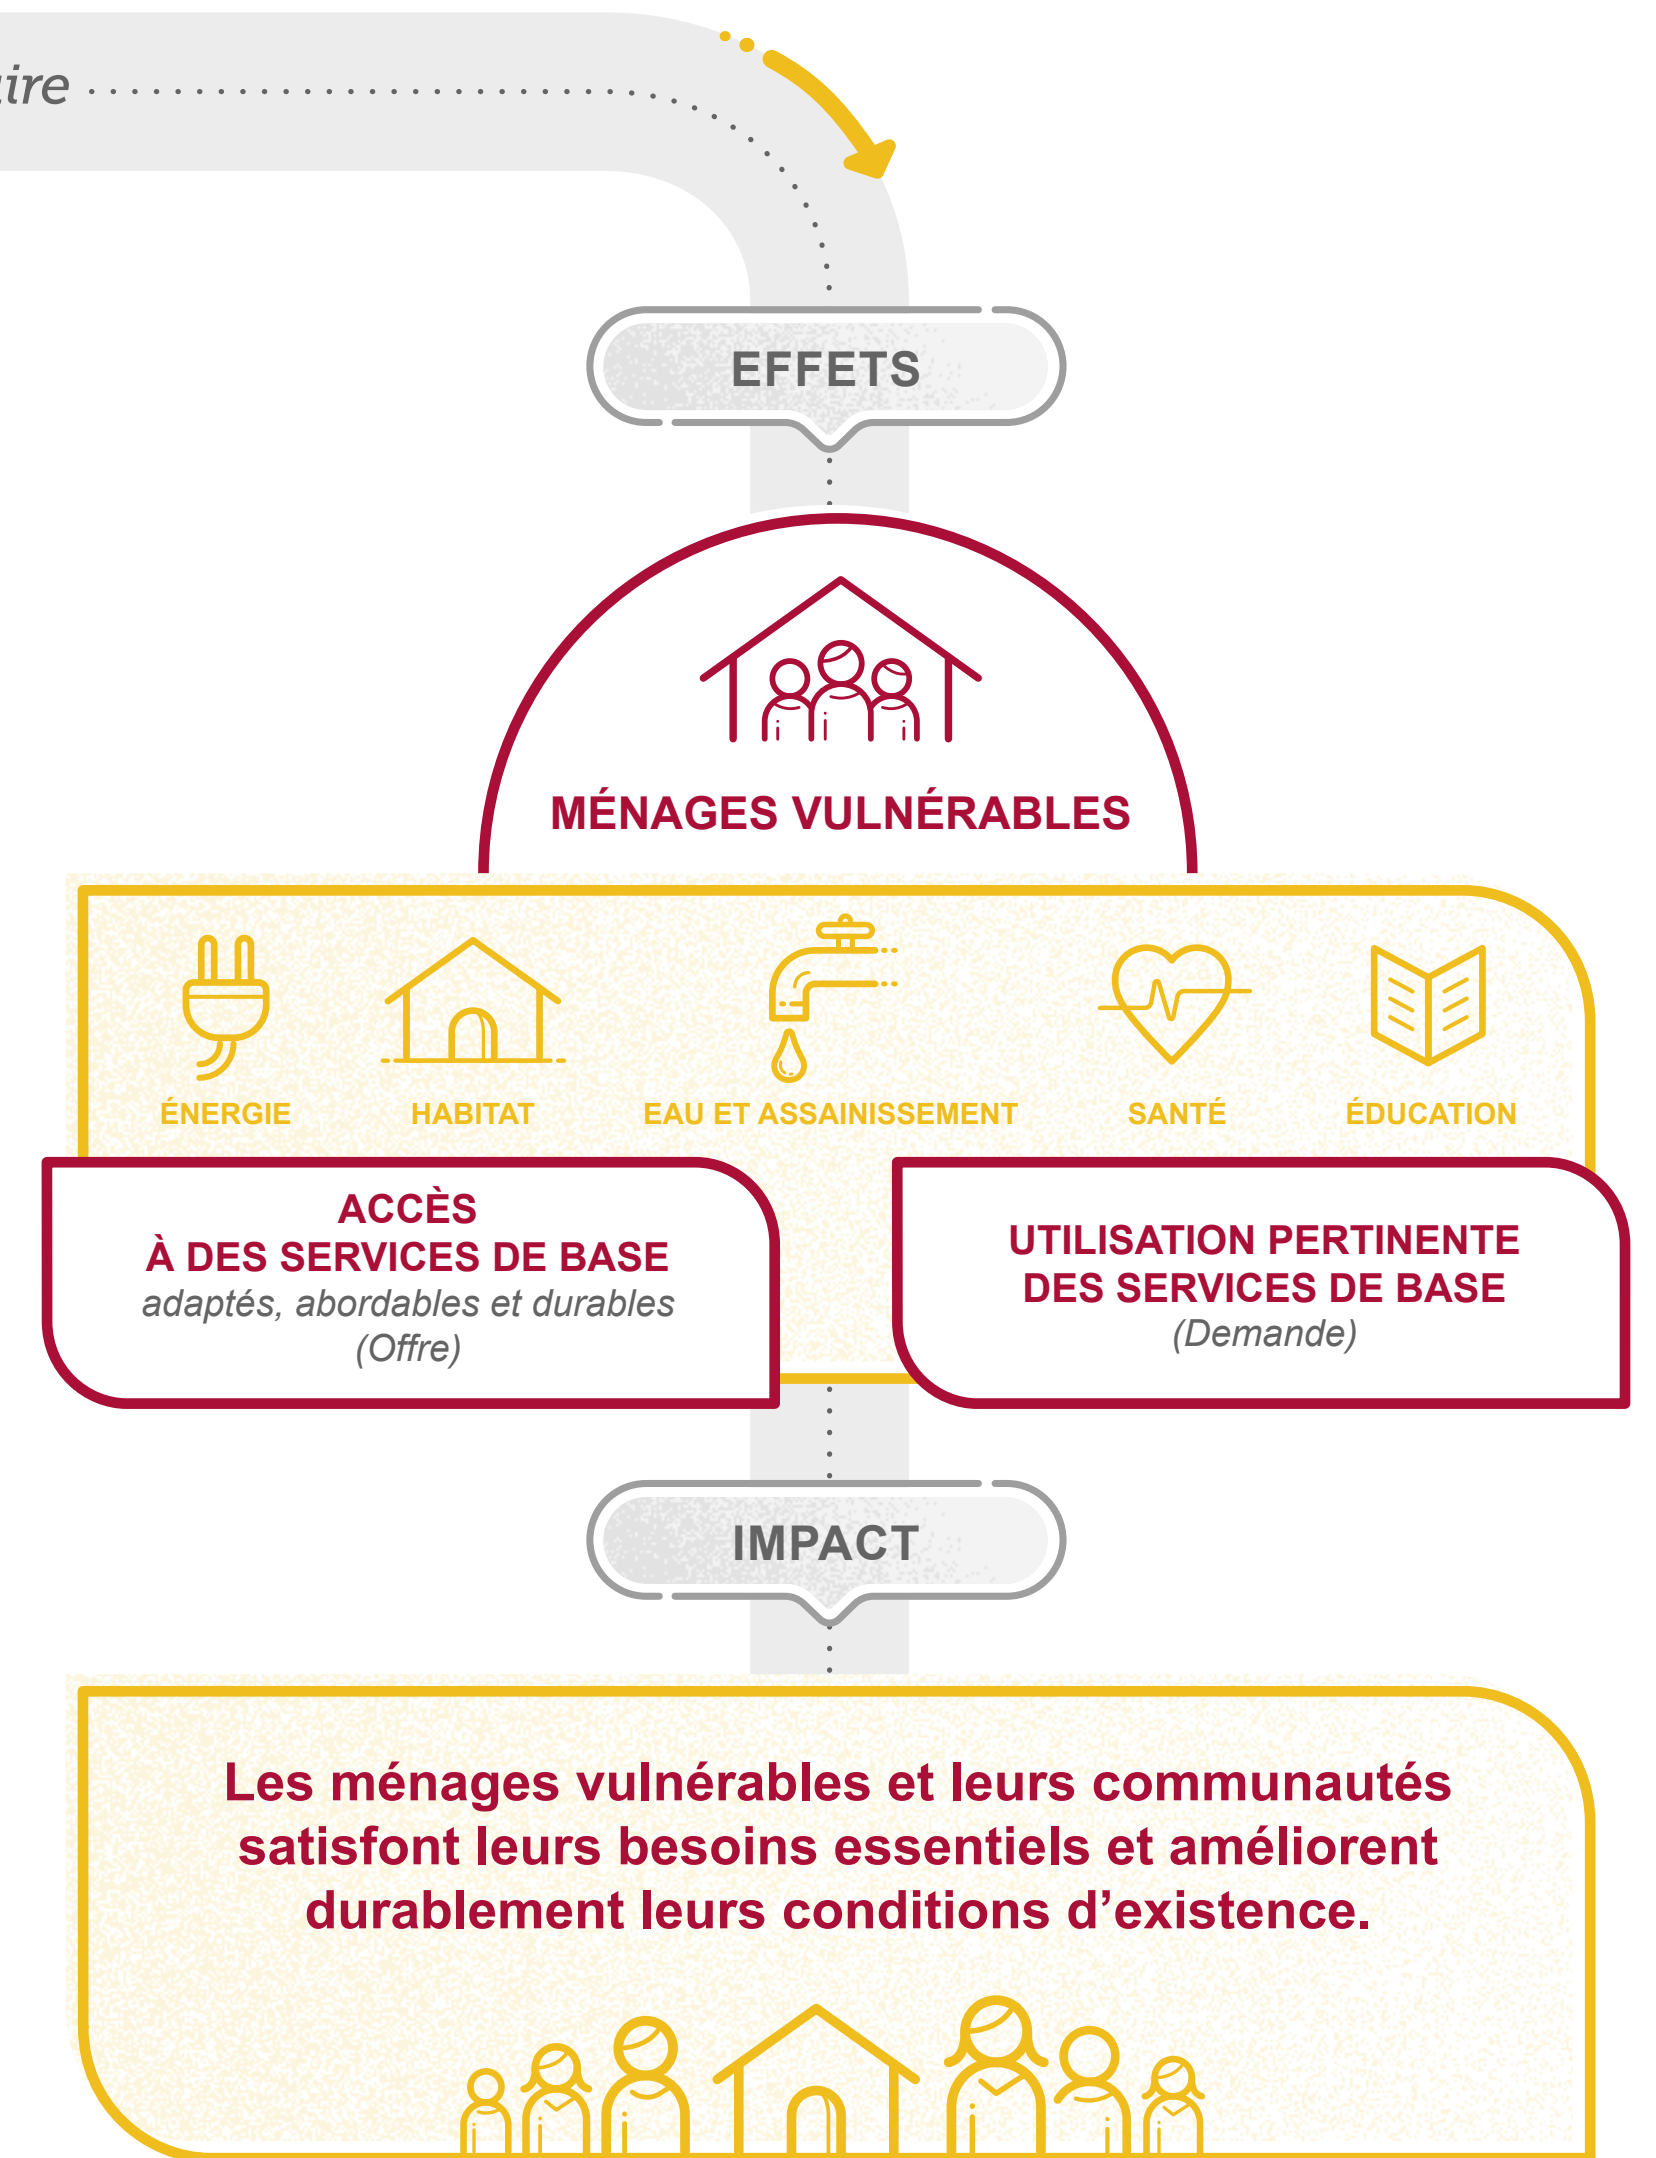 EFFETS
MÉNAGES VULNÉRABLES
ÉNERGIE
HABITAT
EAU ET ASSAINISSEMENT
SANTÉ
ÉDUCATION
ACCÈS
À DES SERVICES DE BASE
adaptés, abordables et durables
(Offre)
UTILISATION PERTINENTE
DES SERVICES DE BASE
(Demande)
IMPACT
Les ménages vulnérables et leurs communautés
satisfont leurs besoins essentiels et améliorent
durablement leurs conditions d’existence.